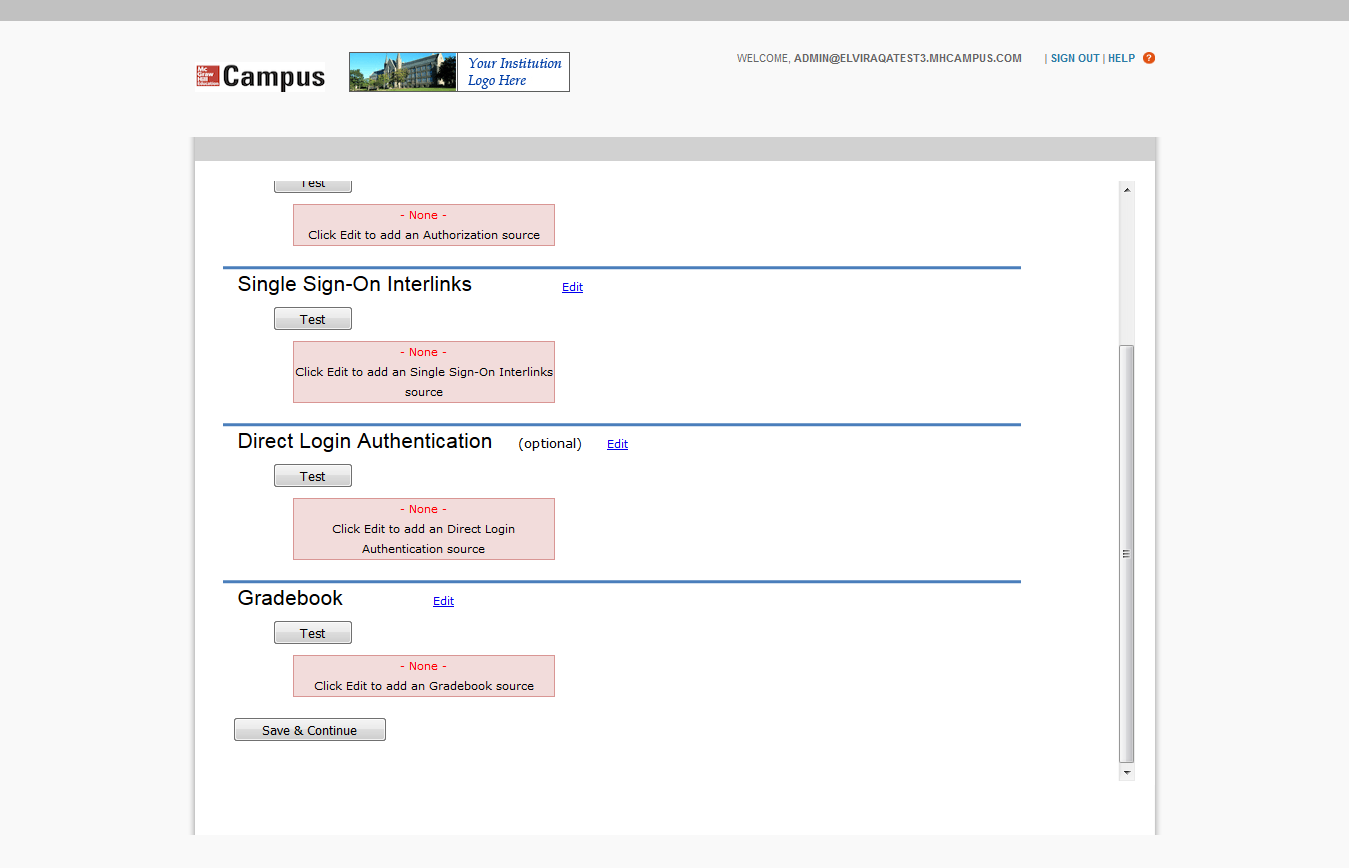 Mc Graw Hill Education
Campus
Your Institution
Logo Here
WELCOME, ADMIN@ELVIRAQATEST3.MHCAMPUS.COM | SIGN OUT | HELP ?
Test
- None -
Click Edit to add an Authorization source
Single Sign-On Interlinks Edit
Test
- None -
Click Edit to add an Single Sign-On Interlinks
source
Direct Login Authentication (optional) Edit
Test
- None -
Click Edit to add an Direct Login
Authentication source
Gradebook Edit
Test
- None -
Click Edit to add an Gradebook source
Save & Continue